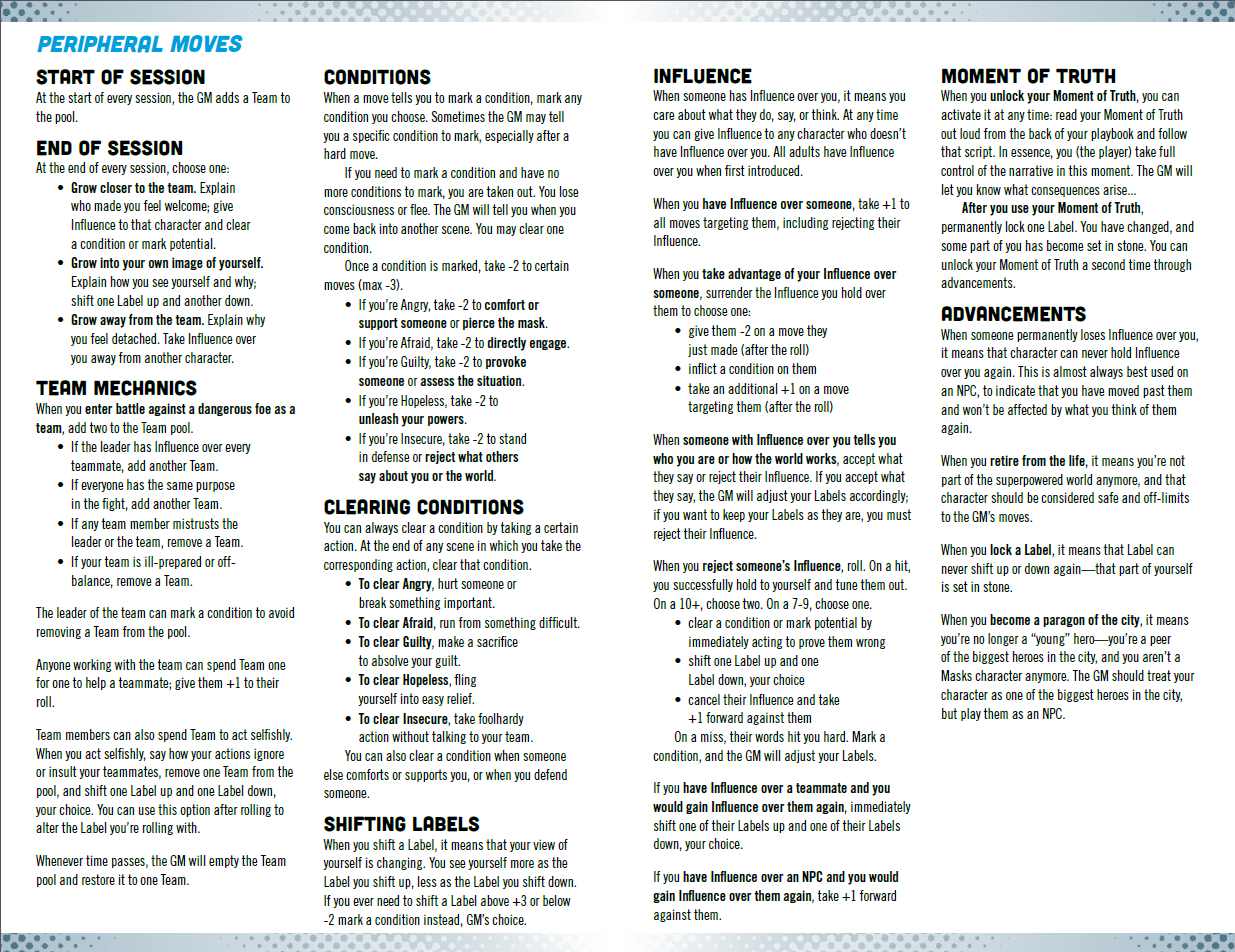 PERIPHERAL MOVES
START OF SESSION
At the start of every session, the GM adds a Team to
the pool.
END OF SESSION
At the end of every session, choose one:
• Grow closer to the team. Explain
who made you feel welcome; give
Influence to that character and clear
a condition or mark potential.
• Grow into your own image of yourself.
Explain how you see yourself and why;
shift one Label up and another down.
• Grow away from the team. Explain why
you feel detached. Take Influence over
you away from another character.
TEAM MECHANICS
When you enter battle against a dangerous foe as a
team, add two to the Team pool.
• If the leader has Influence over every
teammate, add another Team.
• If everyone has the same purpose
in the fight, add another Team.
• If any team member mistrusts the
leader or the team, remove a Team.
• If your team is ill-prepared or off-
balance, remove a Team.
The leader of the team can mark a condition to avoid
removing a Team from the pool.
Anyone working with the team can spend Team one
for one to help a teammate; give them +1 to their
roll.
Team members can also spend Team to act selfishly.
When you act selfishly, say how your actions ignore
or insult your teammates, remove one Team from the
pool, and shift one Label up and one Label down,
your choice. You can use this option after rolling to
alter the Label you're rolling with.
Whenever time passes, the GM will empty the Team
pool and restore it to one Team.
CONDITIONS
When a move tells you to mark a condition, mark any
condition you choose. Sometimes the GM may tell
you a specific condition to mark, especially after a
hard move.
If you need to mark a condition and have no
more conditions to mark, you are taken out. You lose
consciousness or flee. The GM will tell you when you
come back into another scene. You may clear one
condition.
Once a condition is marked, take -2 to certain
moves (max -3).
• If you're Angry, take -2 to comfort or
support someone or pierce the mask.
• If you're Afraid, take -2 to directly engage.
• If you're Guilty, take -2 to provoke
someone or assess the situation.
• If you're Hopeless, take -2 to
unleash your powers.
• If you're Insecure, take -2 to stand
in defense or reject what others
say about you or the world.
CLEARING CONDITIONS
You can always clear a condition by taking a certain
action. At the end of any scene in which you take the
corresponding action, clear that condition.
• To clear Angry, hurt someone or
break something important.
• To clear Afraid, run from something difficult.
• To clear Guilty, make a sacrifice
to absolve your guilt.
• To clear Hopeless, fling
yourself into easy relief.
• To clear Insecure, take foolhardy
action without talking to your team.
You can also clear a condition when someone
else comforts or supports you, or when you defend
someone.
SHIFTING LABELS
When you shift a Label, it means that your view of
yourself is changing. You see yourself more as the
Label you shift up, less as the Label you shift down.
If you ever need to shift a Label above +3 or below
-2 mark a condition instead, GM's choice.
INFLUENCE
When someone has Influence over you, it means you
care about what they do, say, or think. At any time
you can give Influence to any character who doesn't
have Influence over you. All adults have Influence
over you when first introduced.
When you have Influence over someone, take +1 to
all moves targeting them, including rejecting their
Influence.
When you take advantage of your Influence over
someone, surrender the Influence you hold over
them to choose one:
• give them -2 on a move they
just made (after the roll)
• inflict a condition on them
• take an additional +1 on a move
targeting them (after the roll)
When someone with Influence over you tells you
who you are or how the world works, accept what
they say or reject their Influence. If you accept what
they say, the GM will adjust your Labels accordingly;
if you want to keep your Labels as they are, you must
reject their Influence.
When you reject someone's Influence, roll. On a hit,
you successfully hold to yourself and tune them out.
On a 10+, choose two. On a 7-9, choose one.
• clear a condition or mark potential by
immediately acting to prove them wrong
• shift one Label up and one
Label down, your choice
• cancel their Influence and take
+1 forward against them
On a miss, their words hit you hard. Mark a
condition, and the GM will adjust your Labels.
If you have Influence over a teammate and you
would gain Influence over them again, immediately
shift one of their Labels up and one of their Labels
down, your choice.
If you have Influence over an NPC and you would
gain Influence over them again, take +1 forward
against them.
MOMENT OF TRUTH
When you unlock your Moment of Truth, you can
activate it at any time: read your Moment of Truth
out loud from the back of your playbook and follow
that script. In essence, you (the player) take full
control of the narrative in this moment. The GM will
let you know what consequences arise...
After you use your Moment of Truth,
permanently lock one Label. You have changed, and
some part of you has become set in stone. You can
unlock your Moment of Truth a second time through
advancements.
ADVANCEMENTS
When someone permanently loses Influence over you,
it means that character can never hold Influence
over you again. This is almost always best used on
an NPC, to indicate that you have moved past them
and won't be affected by what you think of them
again.
When you retire from the life, it means you're not
part of the superpowered world anymore, and that
character should be considered safe and off-limits
to the GM's moves.
When you lock a Label, it means that Label can
never shift up or down again—that part of yourself
is set in stone.
When you become a paragon of the city, it means
you're no longer a "young" hero—you're a peer
of the biggest heroes in the city, and you aren't a
Masks character anymore. The GM should treat your
character as one of the biggest heroes in the city,
but play them as an NPC.